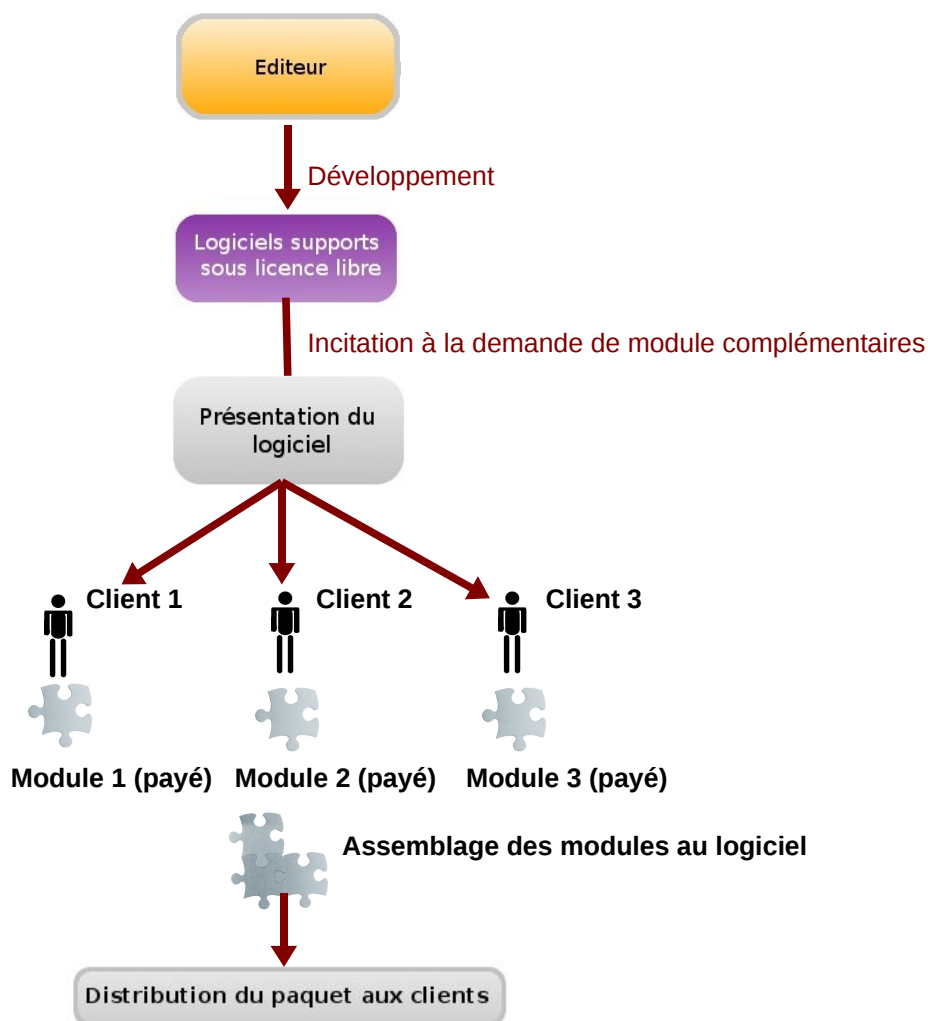 Editeur
Développement
Logiciels supports
sous licence libre
Incitation à la demande de module complémentaires
Présentation du
logiciel
Client 1
Client 2
Client 3
Module 1 (payé)
Module 2 (payé)
Module 3 (payé)
Assemblage des modules au logiciel
Distribution du paquet aux clients